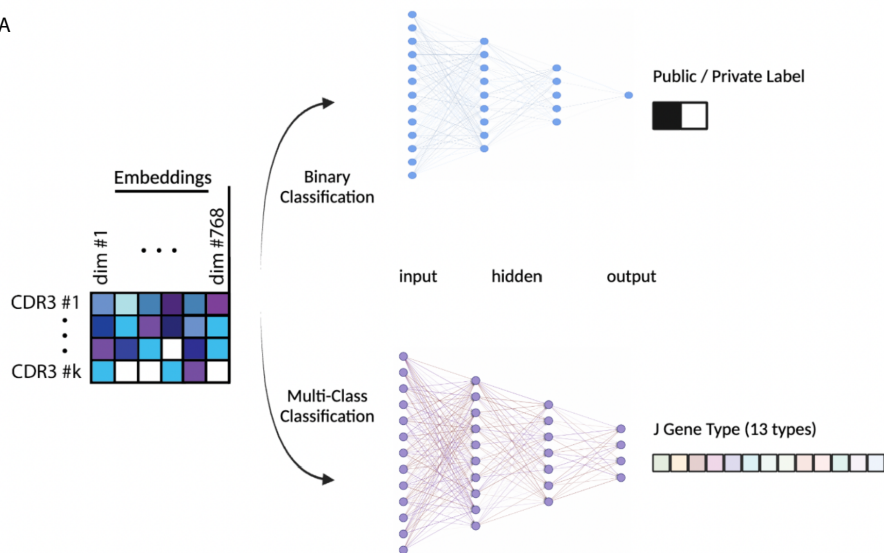 A
Public / Private Label
Embeddings
Binary
Classification
dim #1
. . .
dim #768
input
hidden
output
CDR3 #1
CDR3 #k
Multi-Class
Classification
J Gene Type (13 types)